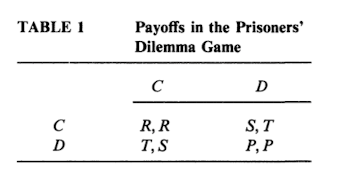 TABLE 1 Payoffs in the Prisoners'
Dilemma Game
C D
C R, R S, T
D T, S P, P